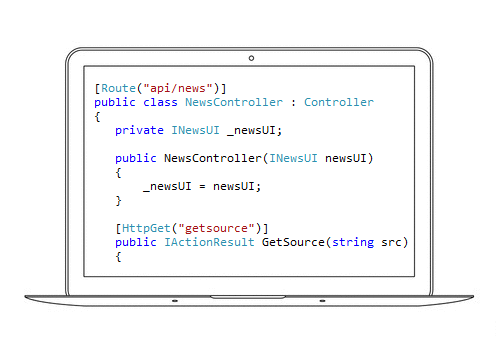 [Route("api/news")]
public class NewsController : Controller
{
private INewsUI _newsUI;
public NewsController(INewsUI newsUI)
{
_newsUI = newsUI;
}
[HttpGet("getsource")]
public IActionResult GetSource(string src)
{